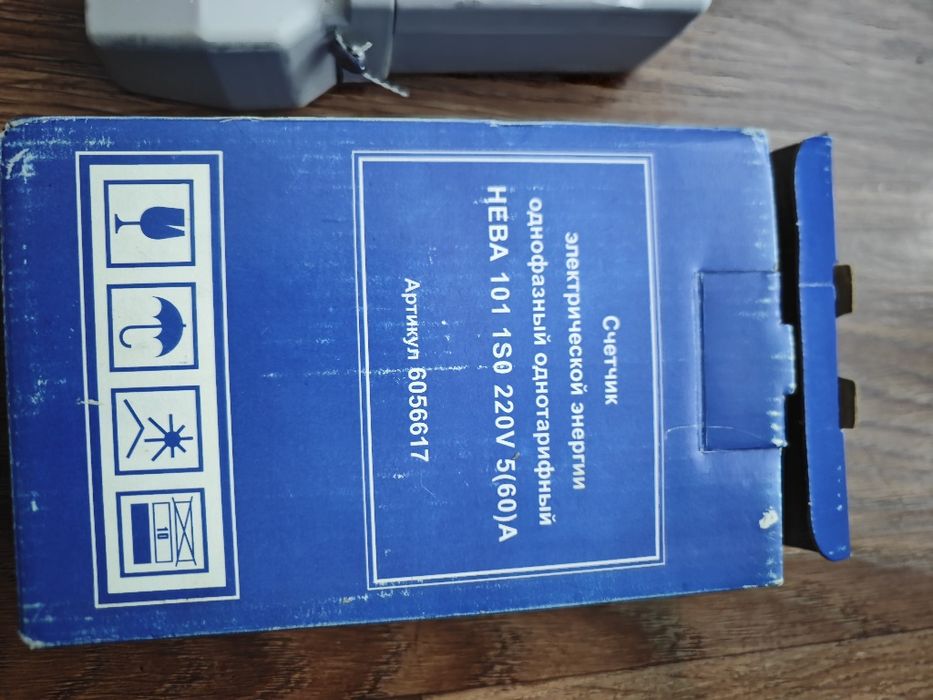 Счетчик
электрической энергии
однофазный однотарифный
НЕВА 101 1S0 220V 5(60)A
Артикул 6056617
10